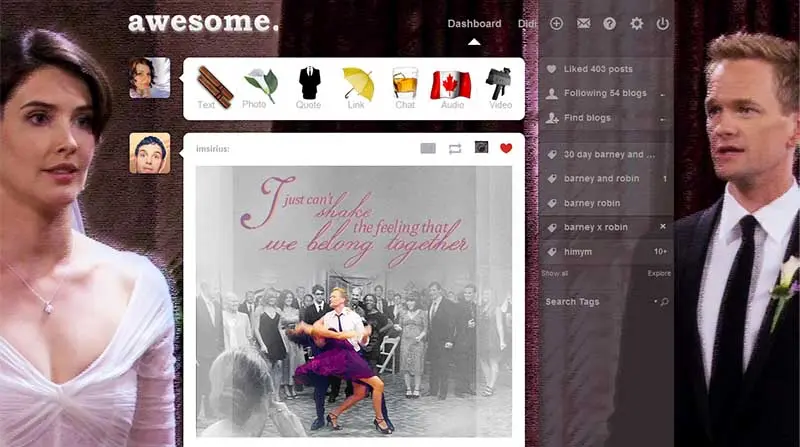 awesome.
Dashboard Didi
Text Photo Quote Link Chat Audio Video
imsirius:
I just can't
shake
the feeling that
we belong together
Liked 403 posts
Following 54 blogs
Find blogs
30 day barney and ...
barney and robin 1
barney robin
barney x robin ×
himym 10+
Show all Explore
Search Tags